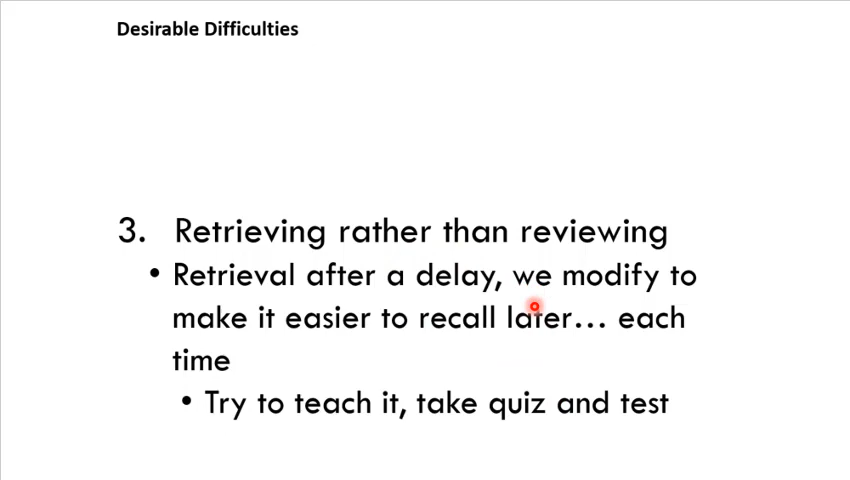 Desirable Difficulties
3. Retrieving rather than reviewing
• Retrieval after a delay, we modify to
make it easier to recall later... each
time
• Try to teach it, take quiz and test